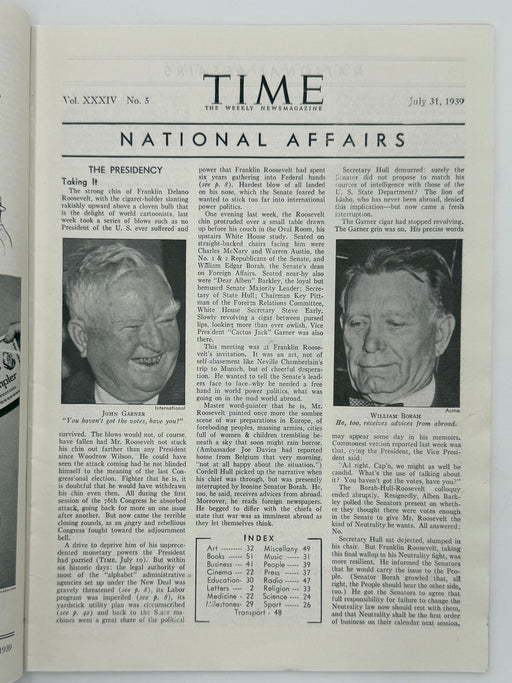 Vol. XXXIV No. 5
TIME
THE WEEKLY NEWSMAGAZINE
July 31, 1939
NATIONAL AFFAIRS
THE PRESIDENCY
Taking It
The strong chin of Franklin Delano
Roosevelt, with the cigaret-holder slanting
rakishly upward above a cloven bulb that
is the delight of world cartoonists, last
week took a series of blows such as no
President of the U. S. ever suffered and
International
JOHN GARNER
"You haven't got the votes, have you?"
survived. The blows would not, of course,
have fallen had Mr. Roosevelt not stuck
his chin out farther than any President
since Woodrow Wilson. He could have
seen the attack coming had he not blinded
himself to the meaning of the last Con-
gressional election. Fighter that he is, it
is doubtful that he would have withdrawn
his chin even then. All during the first
session of the 76th Congress he absorbed
attack, going back for more on one issue
after another. But now came the terrible
closing rounds, as an angry and rebellious
Congress fought toward the adjournment
bell.
A drive to deprive him of his unprece-
dented monetary powers the President
had parried (TIME, July 10). But within
six historic days: the legal authority of
most of the "alphabet" administrative
agencies set up under the New Deal was
gravely threatened (see p. 8), its Labor
program was imperiled (see p. 8), its
yardstick utility plan was circumscribed
(see p. 42) and back to the State ma-
chines went a great share of the political
power that Franklin Roosevelt had spent
six years gathering into Federal hands
(see p. 8). Hardest blow of all landed
on his nose, which the Senate feared he
wanted to stick too far into international
power politics.
One evening last week, the Roosevelt
chin protruded over a small table drawn
up before his couch in the Oval Room, his
upstairs White House study. Seated on
straight-backed chairs facing him were
Charles McNary and Warren Austin, the
No. 1 & 2 Republicans of the Senate, and
William Edgar Borah, the Senate's dean
on Foreign Affairs. Seated near-by also
were "Dear Alben" Barkley, the loyal but
bemused Senate Majority Leader; Secre-
tary of State Hull; Chairman Key Pitt-
man of the Foreign Relations Committee,
White House Secretary Steve Early.
Slowly revolving a cigar between pursed
lips, looking more than ever owlish, Vice
President "Cactus Jack" Garner was also
there.
This meeting was at Franklin Roose-
velt's invitation. It was an act, not of
self-abasement like Neville Chamberlain's
trip to Munich, but of cheerful despera-
tion. He wanted to tell the Senate's lead-
ers face to face why he needed a free
hand in world power politics, what was
going on in the mad world abroad.
Master word-painter that he is, Mr.
Roosevelt painted once more the sombre
scene of war preparations in Europe, of
foreboding peoples, massing armies, cities
full of women & children trembling be-
neath a sky that soon might rain horror.
(Ambassador Joe Davies had reported
home from Belgium that very morning,
"not at all happy about the situation.")
Cordell Hull picked up the narrative when
his chief was through, but was presently
interrupted by leonine Senator Borah. He,
too, he said, receives advices from abroad.
Moreover, he reads foreign newspapers.
He begged to differ with the chiefs of
state that war was as imminent abroad as
they let themselves think.
INDEX
Art 32 Miscellany 49
Books 51 Music 31
Business 41 People 39
Cinema 22 Press 37
Education 30 Radio 47
Letters 2 Religion 33
Medicine 22 Science 24
Milestones 29 Sport 26
Transport 48
Secretary Hull demurred: surely the
Senator did not propose to match his
sources of intelligence with those of the
U. S. State Department? The lion of
Idaho, who has never been abroad, denied
this implication—but now came a fresh
interruption.
The Garner cigar had stopped revolving.
The Garner grin was on. His precise words
Acme
WILLIAM BORAH
He, too, receives advices from abroad.
may appear some day in his memoirs.
Common version reported last week was
that, eyeing the President, the Vice Presi-
dent said:
"All right, Cap'n, we might as well be
candid. What's the use of talking about
it? You haven't got the votes, have you?"
The Borah-Hull-Roosevelt colloquy
ended abruptly. Resignedly, Alben Bark-
ley polled the Senators present on wheth-
er they thought there were votes enough
in the Senate to give Mr. Roosevelt the
kind of Neutrality he wants. All answered:
No.
Secretary Hull sat dejected, slumped in
his chair. But Franklin Roosevelt, taking
this final wallop in his Neutrality fight, was
more resilient. He informed the Senators
that he would carry the issue to the Peo-
ple. (Senator Borah growled that, all
right, the People should hear the other side,
too.) He got the Senators to agree that
full responsibility for failure to change the
Neutrality law now should rest with them,
and that Neutrality shall be the first order
of business on their calendar next session.
1939